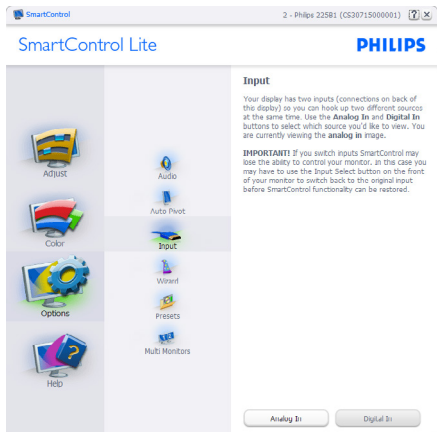 SmartControl
2 - Philips 225B1 (CS30715000001)
SmartControl Lite
PHILIPS
Adjust
Color
Options
Help
Audio
Auto Pivot
Input
Wizard
Presets
Multi Monitors
Input
Your display has two inputs (connections on back of
the display) so you can hook up two different sources
at the same time. Use the Analog In and Digital In
buttons to select which source you'd like to view. You
are currently viewing the analog in image.
IMPORTANT! If you switch inputs SmartControl may
lose the ability to control your monitor. In this case you
may have to use the Input Select button on the front
of your monitor to switch back to the original input
before SmartControl functionality can be restored.
Analog In
Digital In